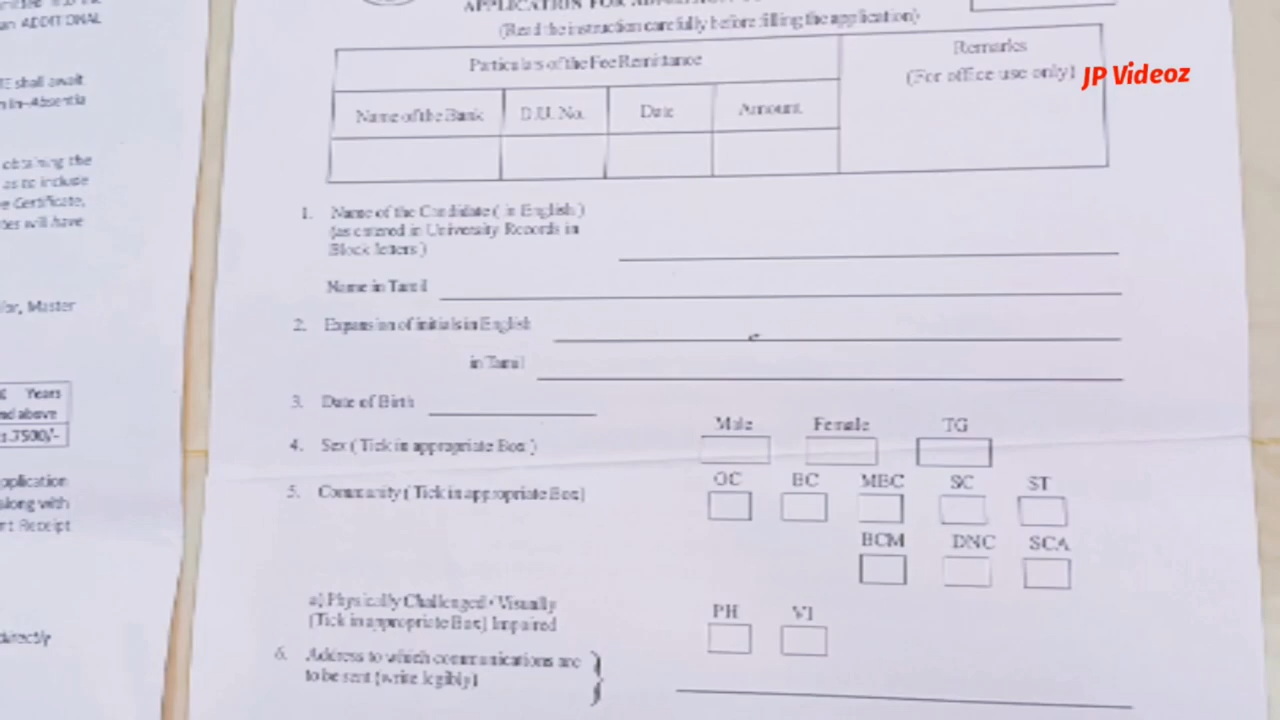 an ADDITIONAL
shall await
In-Absentia
obtaining the
as to include
Certificate,
will have
Master
Years
and above
7500/-
application
along with
Receipt
directly
APPLICATION FOR
(Read the instruction carefully before filling the application)
Particulars of the Fee Remittance
Remarks
(For office use only)
JP Videoz
Name of the Bank
No.
Date
Amount
1. Name of the Candidate ( in English )
(as entered in University Records in
Block letters )
Name in Tamil
2. Expansion of initials in English
in Tamil
3. Date of Birth
4. Sex ( Tick in appropriate Box )
Male Female TG
5. Community ( Tick in appropriate Box)
OC BC MBC SC ST
BCM DNC SCA
a) Physically Challenged • Visually
(Tick in appropriate Box) Impaired
PH VI
6. Address to which communications are
to be sent (write legibly)